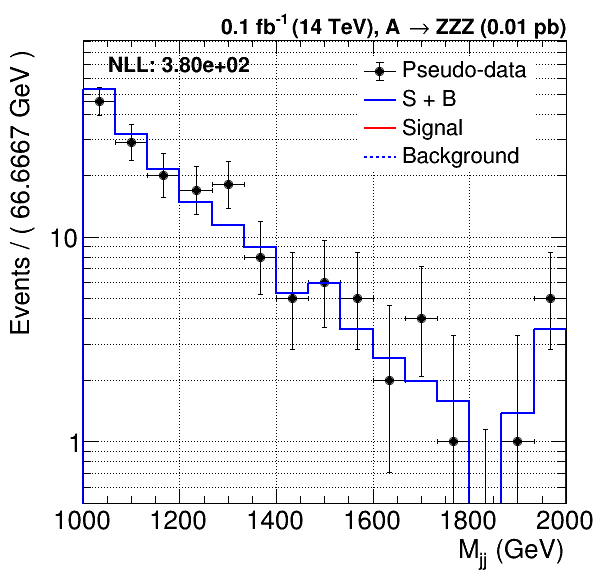 0.1 fb⁻¹ (14 TeV), A → ZZZ (0.01 pb)
NLL: 3.80e+02
Pseudo-data
S + B
Signal
Background
Events / ( 66.6667 GeV )
10
1
1000 1200 1400 1600 1800 2000
M_jj (GeV)